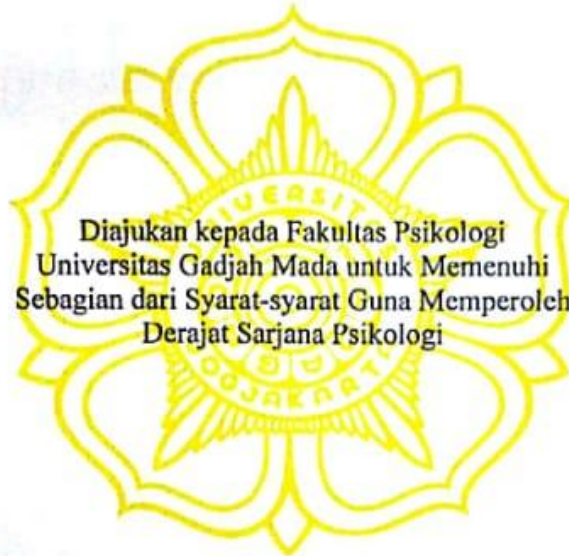 Diajukan kepada Fakultas Psikologi
Universitas Gadjah Mada untuk Memenuhi
Sebagian dari Syarat-syarat Guna Memperoleh
Derajat Sarjana Psikologi